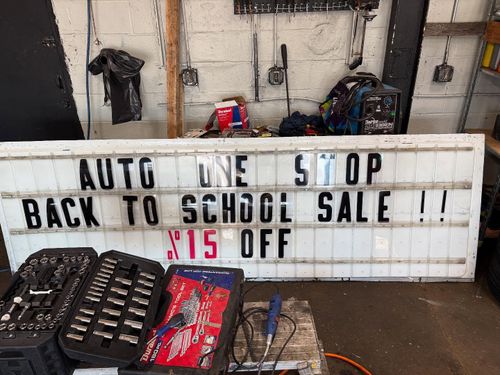 AUTO ONE STOP
BACK TO SCHOOL SALE !!
%15 OFF